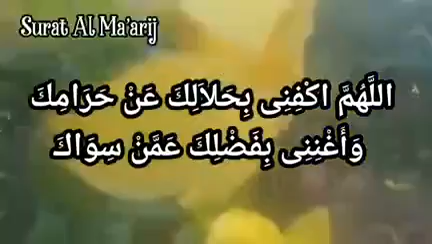 Surat Al Ma'arij
اللَّهُمَّ اكْفِنِى بِحَلاَلِكَ عَنْ حَرَامِكَ
وَأَغْنِنِى بِفَضْلِكَ عَمَّنْ سِوَاكَ